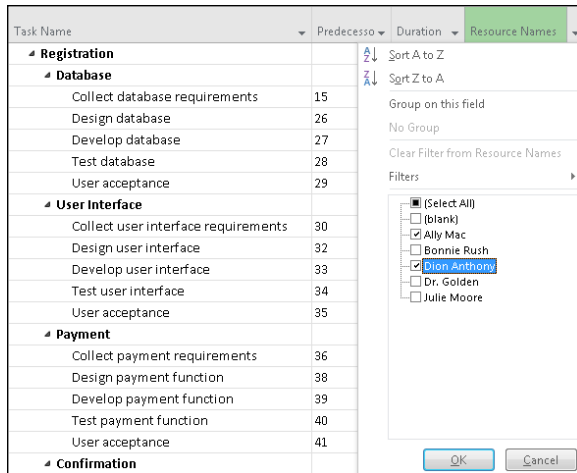 Task Name
Predecesso
Duration
Resource Names
Registration
Database
Collect database requirements 15
Design database 26
Develop database 27
Test database 28
User acceptance 29
User Interface
Collect user interface requirements 30
Design user interface 32
Develop user interface 33
Test user interface 34
User acceptance 35
Payment
Collect payment requirements 36
Design payment function 38
Develop payment function 39
Test payment function 40
User acceptance 41
Confirmation
Sort A to Z
Sort Z to A
Group on this field
No Group
Clear Filter from Resource Names
Filters
(Select All)
(blank)
Ally Mac
Bonnie Rush
Dion Anthony
Dr. Golden
Julie Moore
OK
Cancel